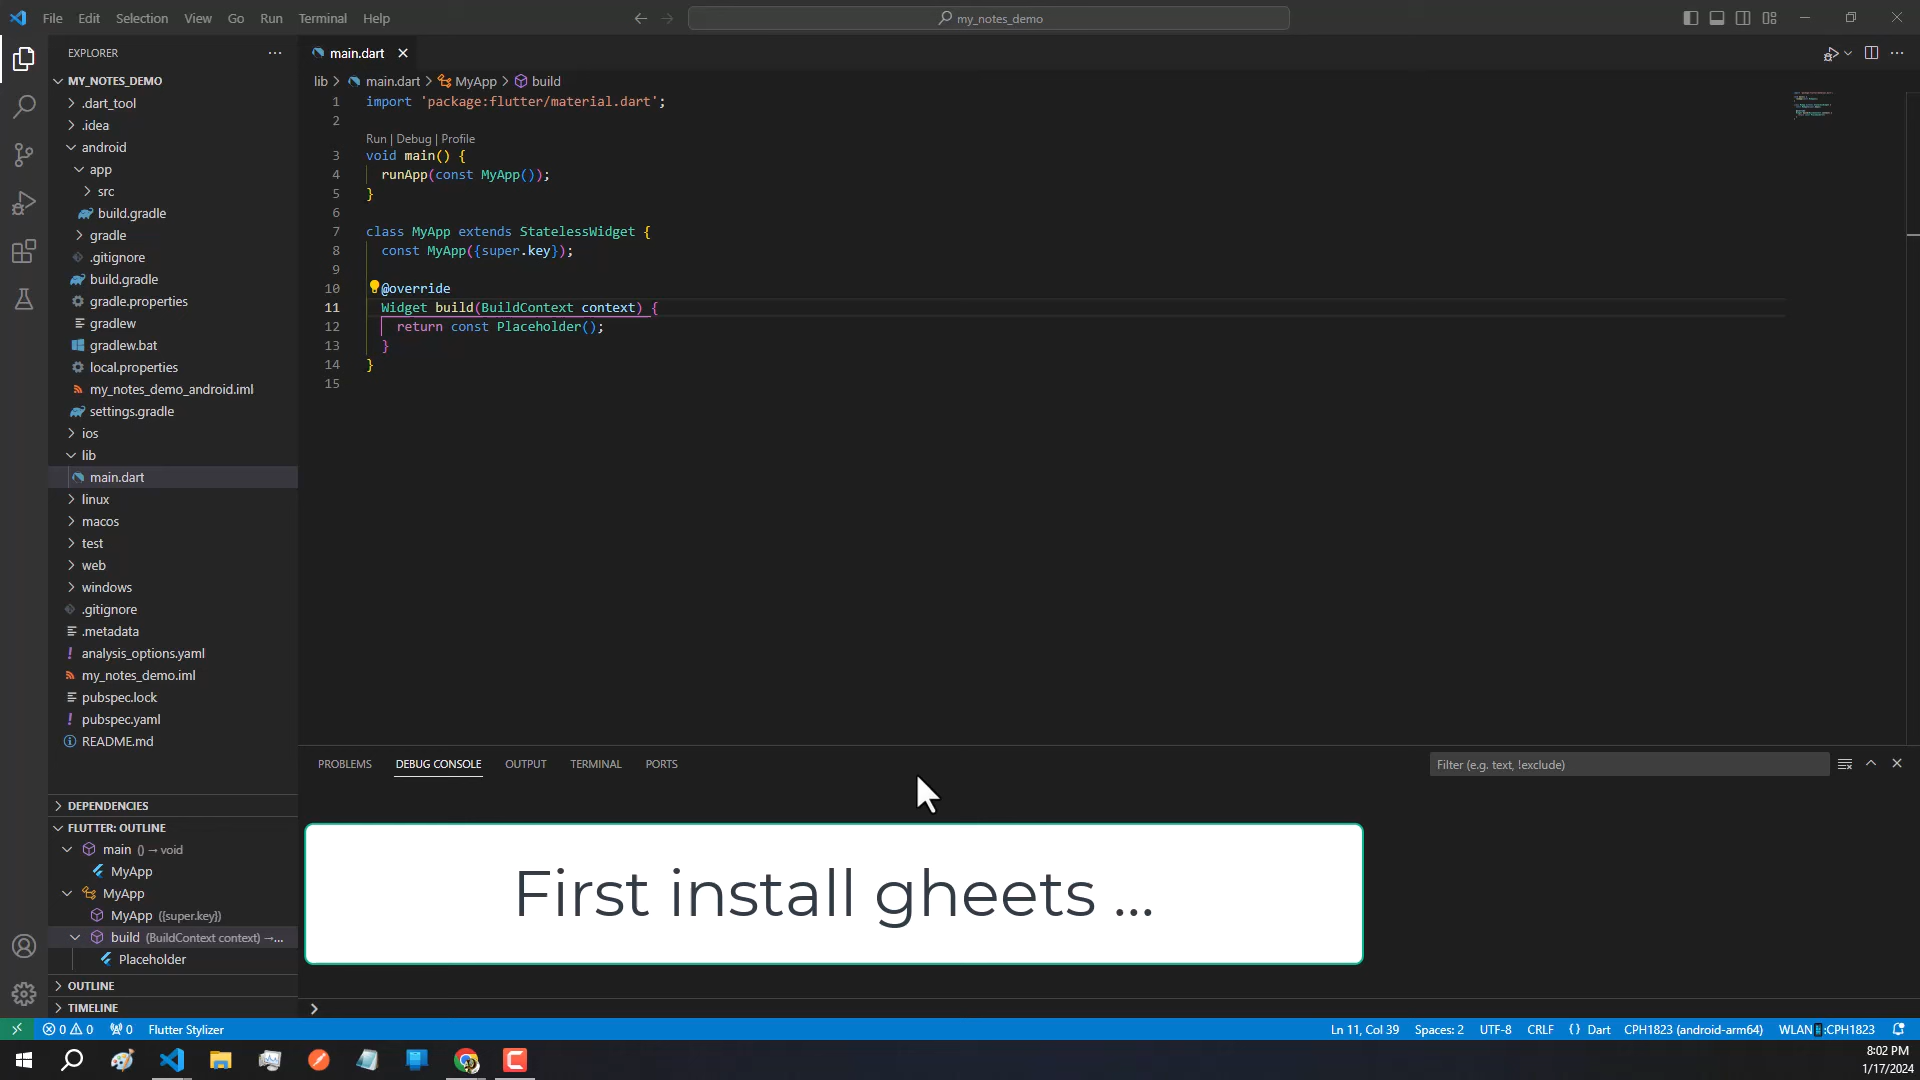 File Edit Selection View Go Run Terminal Help
my_notes_demo
EXPLORER
MY_NOTES_DEMO
.dart_tool
.idea
android
app
src
build.gradle
gradle
.gitignore
build.gradle
gradle.properties
gradlew
gradlew.bat
local.properties
my_notes_demo_android.iml
settings.gradle
ios
lib
main.dart
linux
macos
test
web
windows
.gitignore
.metadata
analysis_options.yaml
my_notes_demo.iml
pubspec.lock
pubspec.yaml
README.md
DEPENDENCIES
FLUTTER: OUTLINE
main () → void
MyApp
MyApp
MyApp ({super.key})
build (BuildContext context) →...
Placeholder
OUTLINE
TIMELINE
main.dart
lib > main.dart > MyApp > build
1 import 'package:flutter/material.dart';
2
Run | Debug | Profile
3 void main() {
4 runApp(const MyApp());
5 }
6
7 class MyApp extends StatelessWidget {
8 const MyApp({super.key});
9
10 @override
11 Widget build(BuildContext context) {
12 return const Placeholder();
13 }
14 }
15
PROBLEMS DEBUG CONSOLE OUTPUT TERMINAL PORTS
Filter (e.g. text, !exclude)
First install gheets ...
0 0 0 Flutter Stylizer
Ln 11, Col 39 Spaces: 2 UTF-8 CRLF {} Dart CPH1823 (android-arm64) WLAN :CPH1823
8:02 PM
1/17/2024